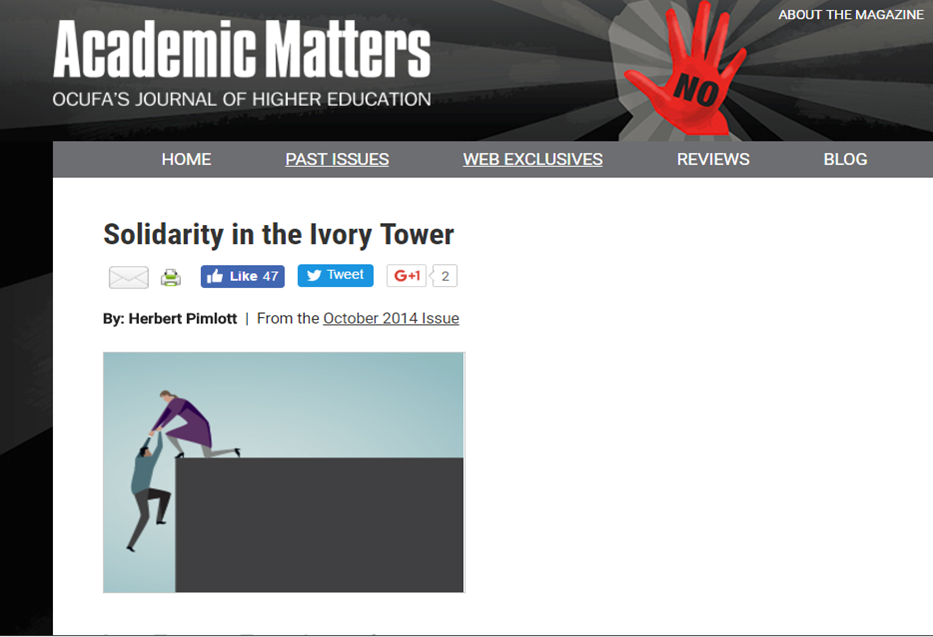 ABOUT THE MAGAZINE
Academic Matters
OCUFA'S JOURNAL OF HIGHER EDUCATION
NO
HOME PAST ISSUES WEB EXCLUSIVES REVIEWS BLOG
Solidarity in the Ivory Tower
Like 47 Tweet G+1 2
By: Herbert Pimlott | From the October 2014 Issue